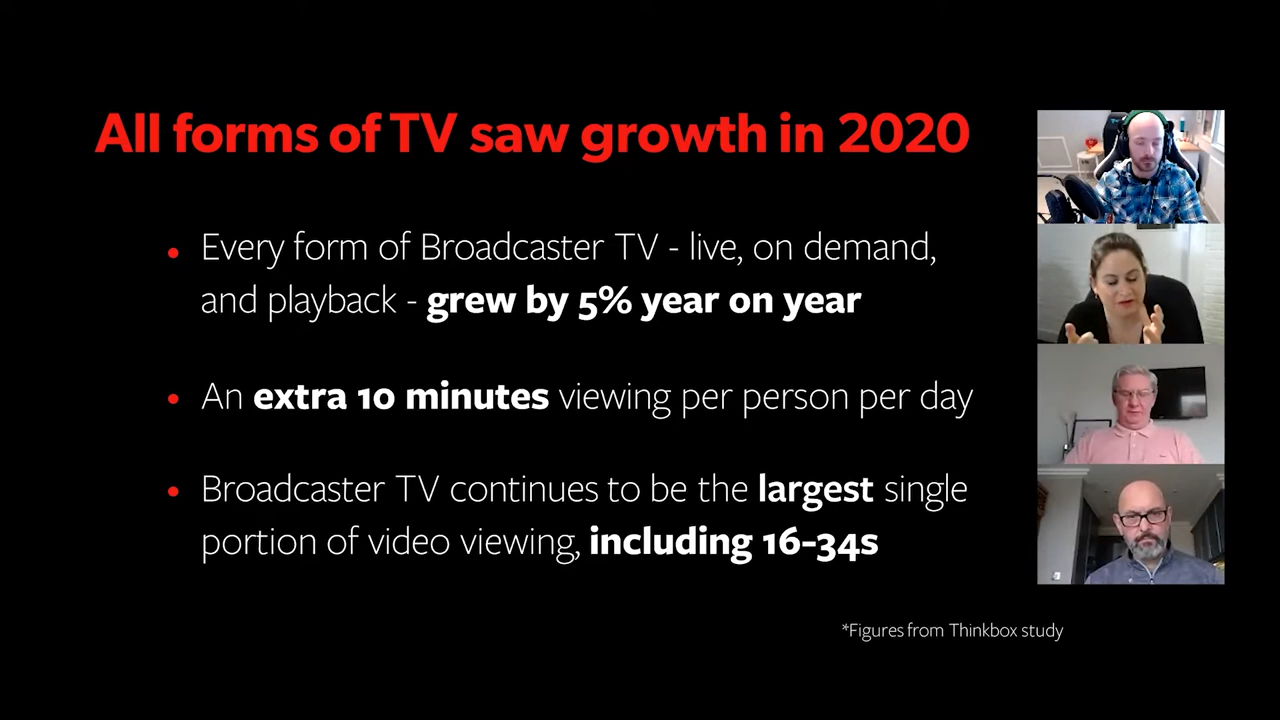 All forms of TV saw growth in 2020
• Every form of Broadcaster TV - live, on demand,
and playback - grew by 5% year on year
• An extra 10 minutes viewing per person per day
• Broadcaster TV continues to be the largest single
portion of video viewing, including 16-34s
*Figures from Thinkbox study